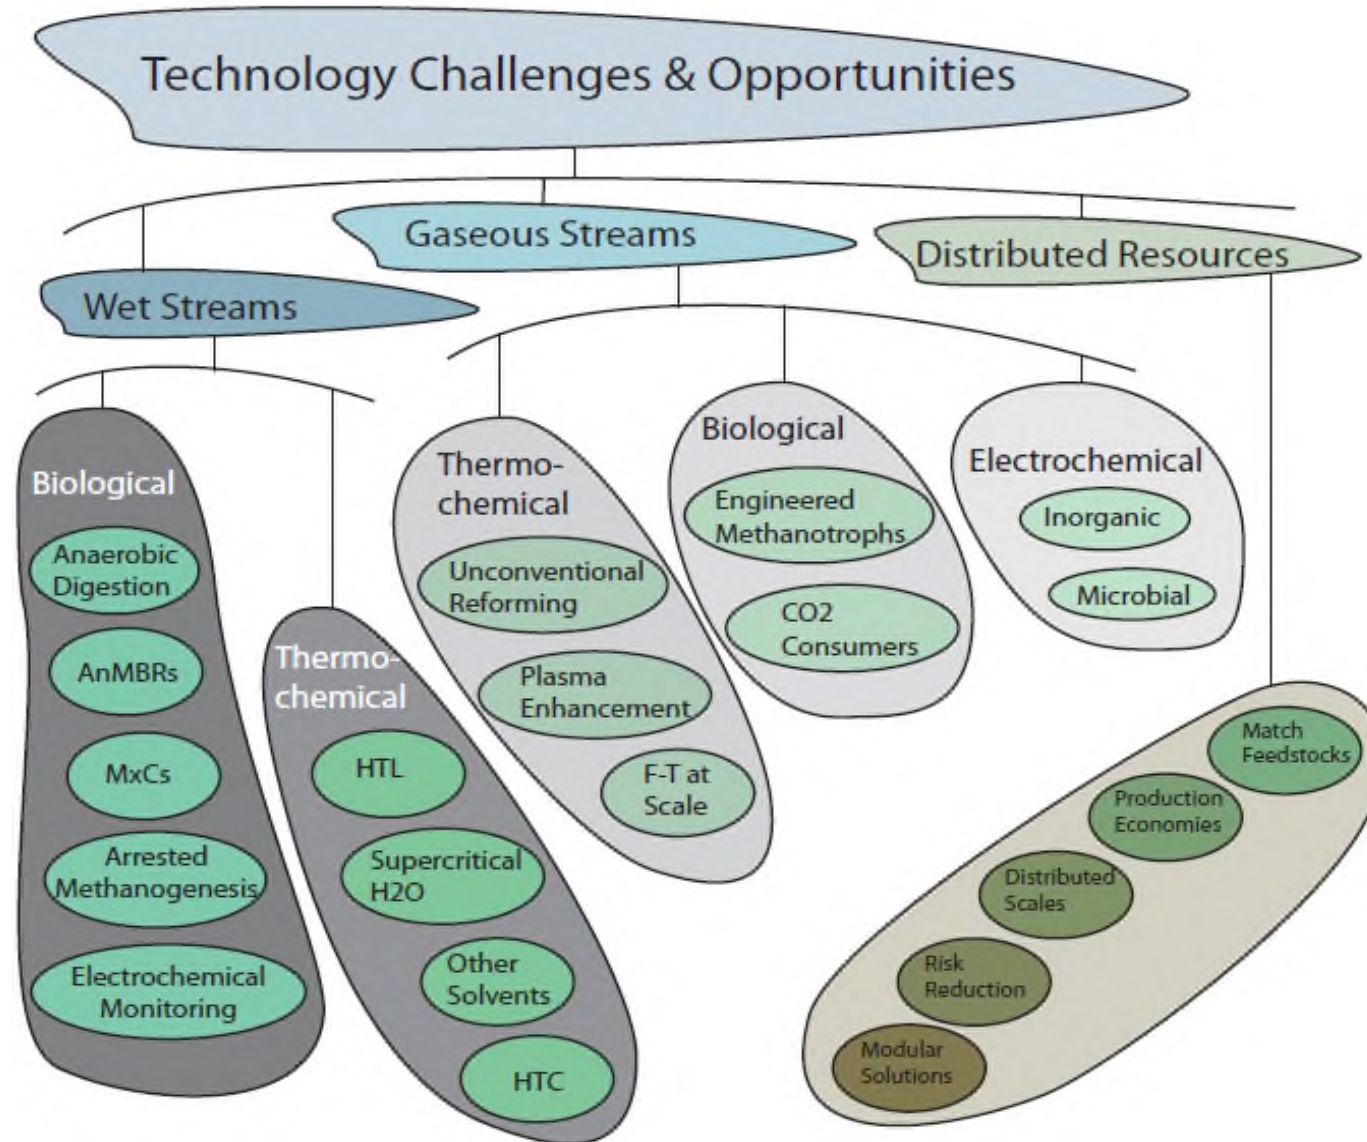 Technology Challenges & Opportunities
Gaseous Streams
Distributed Resources
Wet Streams
Biological
Anaerobic
Digestion
AnMBRs
MxCs
Arrested
Methanogenesis
Electrochemical
Monitoring
Thermo-
chemical
HTL
Supercritical
H2O
Other
Solvents
HTC
Thermo-
chemical
Unconventional
Reforming
Plasma
Enhancement
F-T at
Scale
Biological
Engineered
Methanotrophs
CO2
Consumers
Electrochemical
Inorganic
Microbial
Match
Feedstocks
Production
Economies
Distributed
Scales
Risk
Reduction
Modular
Solutions